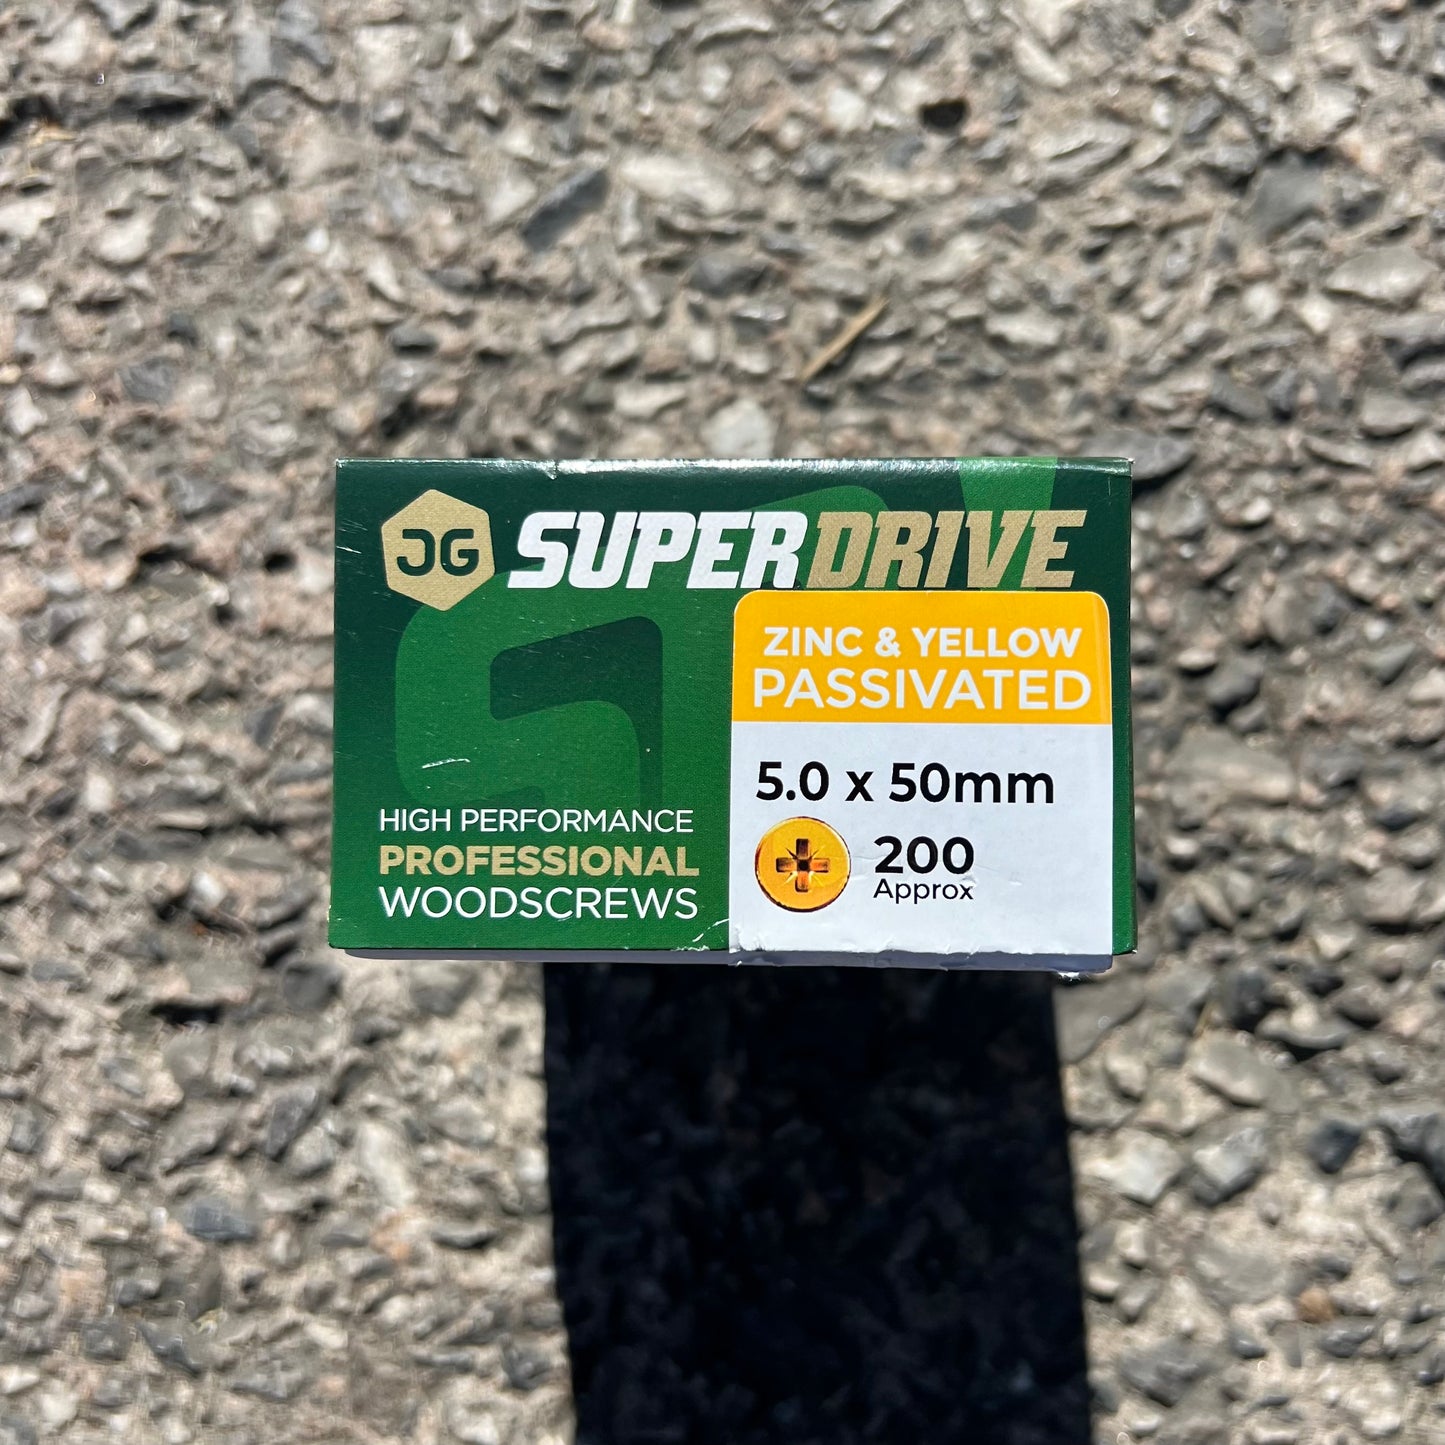 JG SUPERDRIVE
ZINC & YELLOW
PASSIVATED
5.0 x 50mm
200
Approx
HIGH PERFORMANCE
PROFESSIONAL
WOODSCREWS